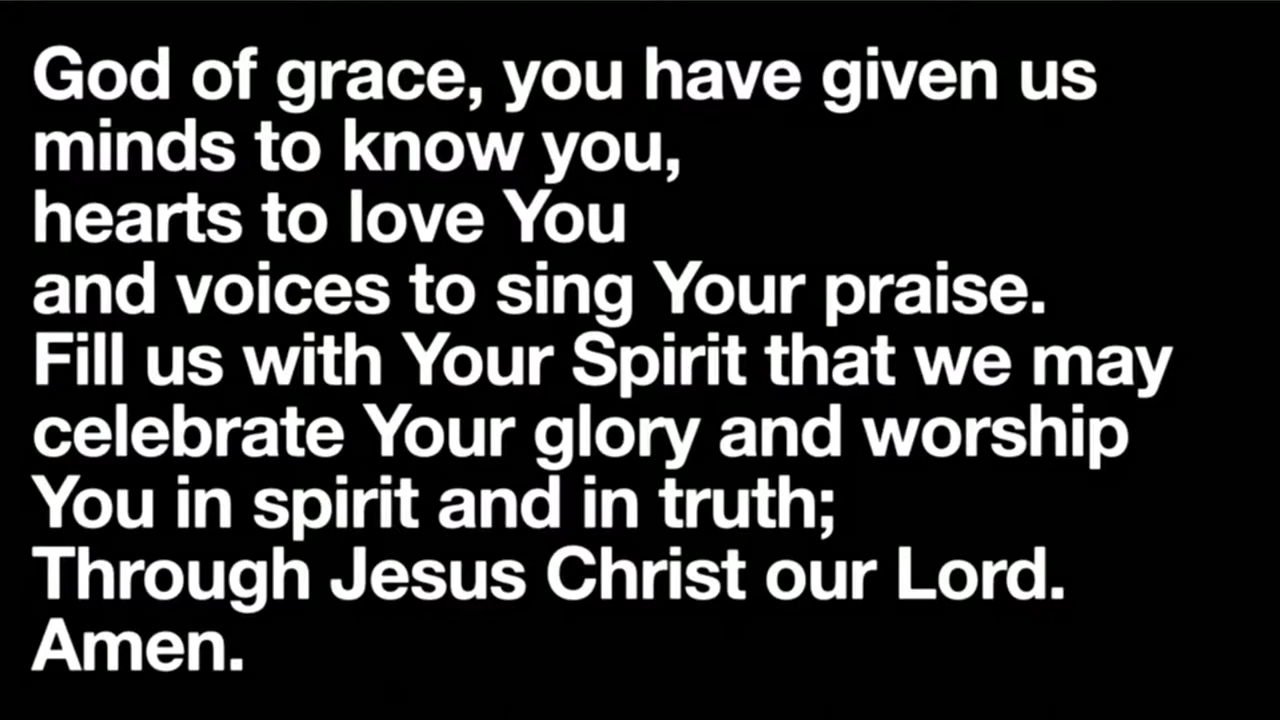 God of grace, you have given us
minds to know you,
hearts to love You
and voices to sing Your praise.
Fill us with Your Spirit that we may
celebrate Your glory and worship
You in spirit and in truth;
Through Jesus Christ our Lord.
Amen.